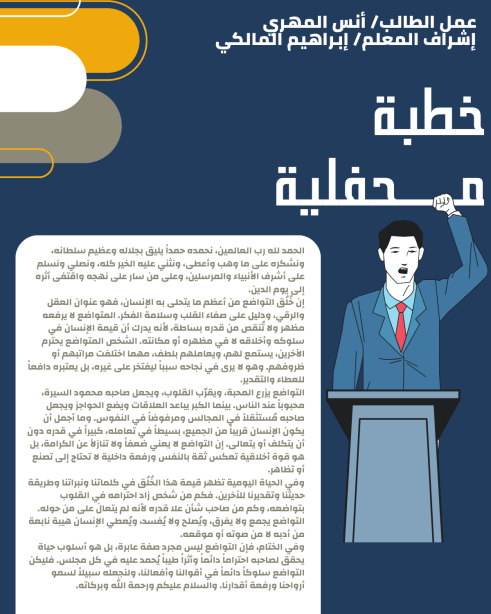 عمل الطالب/ أنس المهري
إشراف المعلم/ إبراهيم المالكي
خطبة
محفلية
الحمد لله رب العالمين، نحمده حمداً يليق بجلاله وعظيم سلطانه،
ونشكره على ما وهب وأعطى، ونثني عليه الخير كله، ونصلي ونسلم
على أشرف الأنبياء والمرسلين، وعلى من سار على نهجه واقتفى أثره
إلى يوم الدين.
إن خُلُق التواضع من أعظم ما يتحلى به الإنسان، فهو عنوان العقل
والرقي، ودليل على صفاء القلب وسلامة الفكر. المتواضع لا يرفعه
مظهر ولا تُنقص من قدره بساطة، لأنه يدرك أن قيمة الإنسان في
سلوكه وأخلاقه لا في مظهره أو مكانته. الشخص المتواضع يحترم
الآخرين، يستمع لهم، ويعاملهم بلطف، مهما اختلفت مراتبهم أو
ظروفهم. وهو لا يرى في نجاحه سبباً ليفتخر على غيره، بل يعتبره دافعاً
للعطاء والتقدير.
التواضع يزرع المحبة، ويقرّب القلوب، ويجعل صاحبه محمود السيرة،
محبوباً عند الناس. بينما الكبر يباعد العلاقات ويضع الحواجز ويجعل
صاحبه مُستثقلاً في المجالس ومرفوضاً في النفوس. وما أجمل أن
يكون الإنسان قريباً من الجميع، بسيطاً في تعامله، كبيراً في قدره دون
أن يتكلف أو يتعالى. إن التواضع لا يعني ضعفاً ولا تنازلاً عن الكرامة، بل
هو قوة أخلاقية تعكس ثقة بالنفس ورفعة داخلية لا تحتاج إلى تصنع
أو تظاهر.
وفي الحياة اليومية تظهر قيمة هذا الخُلُق في كلماتنا ونبراتنا وطريقة
حديثنا وتقديرنا للآخرين. فكم من شخص زاد احترامه في القلوب
بتواضعه، وكم من صاحب شأن علا قدره لأنه لم يتعالَ على من حوله.
التواضع يجمع ولا يفرق، ويُصلح ولا يُفسد، ويُعطي الإنسان هيبة نابعة
من أدبه لا من صوته أو موقعه.
وفي الختام، فإن التواضع ليس مجرد صفة عابرة، بل هو أسلوب حياة
يحقق لصاحبه احتراماً دائماً وأثراً طيباً يُحمد عليه في كل مجلس. فليكن
التواضع سلوكاً دائماً في أقوالنا وأفعالنا، ولنجعله سبيلاً لسمو
أرواحنا ورفعة أقدارنا. والسلام عليكم ورحمة الله وبركاته.